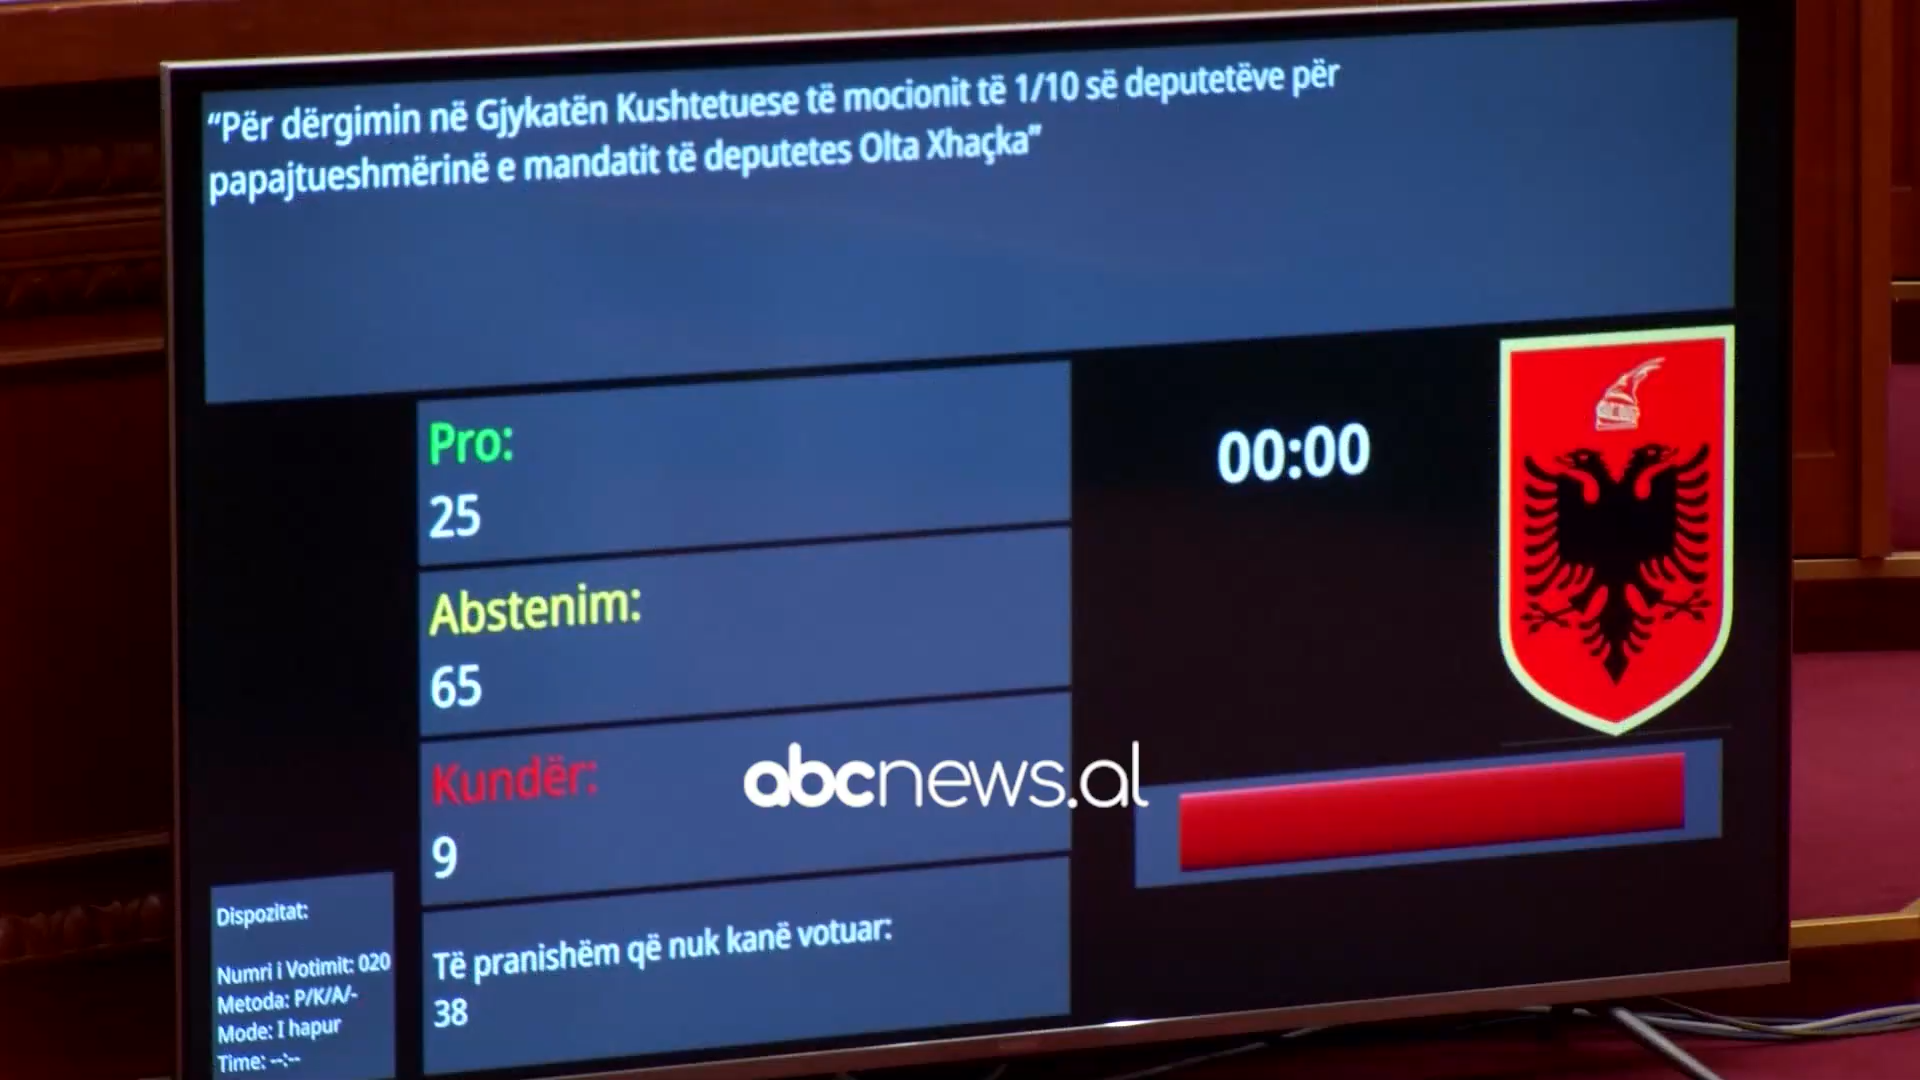 “Për dërgimin në Gjykatën Kushtetuese të mocionit të 1/10 së deputetëve për
papajtueshmërinë e mandatit të deputetes Olta Xhaçka”
Pro:
25
00:00
Abstenim:
65
Kundër:
9
abcnews.al
Të pranishëm që nuk kanë votuar:
38
Dispozitat:
Numri i Votimit: 020
Metoda: P/K/A/-
Mode: I hapur
Time: --:--